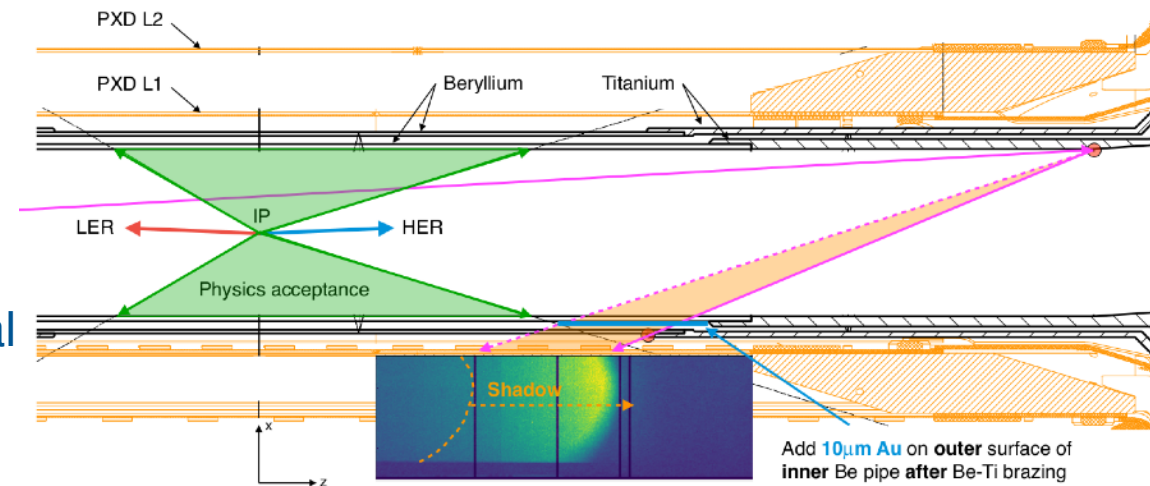 PXD L2
PXD L1
Beryllium
Titanium
IP
LER
HER
Physics acceptance
al
Shadow
x
z
Add 10μm Au on outer surface of
inner Be pipe after Be-Ti brazing